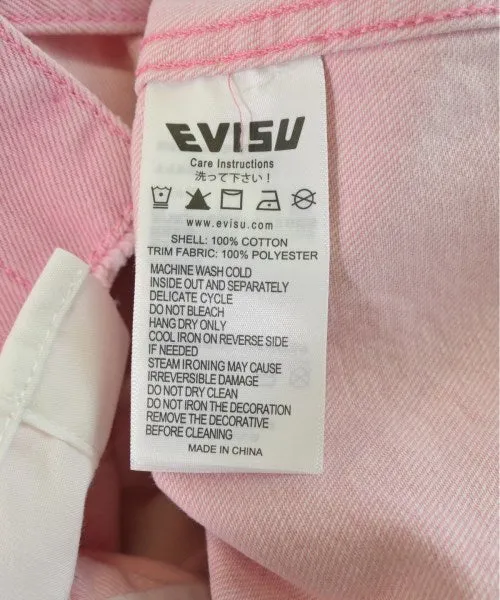 EVISU
Care Instructions
洗って下さい！
www.evisu.com
SHELL: 100% COTTON
TRIM FABRIC: 100% POLYESTER
MACHINE WASH COLD
INSIDE OUT AND SEPARATELY
DELICATE CYCLE
DO NOT BLEACH
HANG DRY ONLY
COOL IRON ON REVERSE SIDE
IF NEEDED
STEAM IRONING MAY CAUSE
IRREVERSIBLE DAMAGE
DO NOT DRY CLEAN
DO NOT IRON THE DECORATION
REMOVE THE DECORATIVE
BEFORE CLEANING
MADE IN CHINA